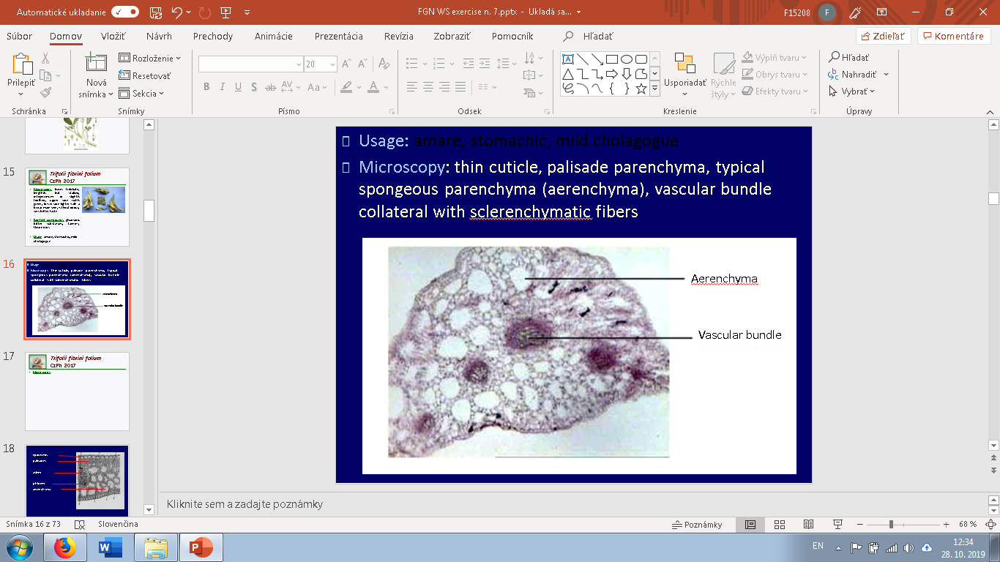 Automatické ukladanie
FGN WS exercise n. 7.pptx - Ukladá sa...
F15208
F
Súbor
Domov
Vložiť
Návrh
Prechody
Animácie
Prezentácia
Revízia
Zobraziť
Pomocník
Hľadať
Zdieľať
Komentáre
Prilepiť
Nová
snímka
Rozloženie
Resetovať
Sekcia
20
Usporiadať
Rýchle
štýly
Výplň tvaru
Obrys tvaru
Efekty tvaru
Hľadať
Nahradiť
Vybrať
Schránka
Snímky
Písmo
Odsek
Kreslenie
Úpravy
15
Trifolii fibrini folium
CzPh 2017
16
17
Trifolii fibrini folium
CzPh 2017
18
Usage: amare, stomachic, mild cholagogue
Microscopy: thin cuticle, palisade parenchyma, typical
spongeous parenchyma (aerenchyma), vascular bundle
collateral with sclerenchymatic fibers
Aerenchyma
Vascular bundle
Kliknite sem a zadajte poznámky
Snímka 16 z 73
Slovenčina
Poznámky
68 %
EN
12:34
28. 10. 2019